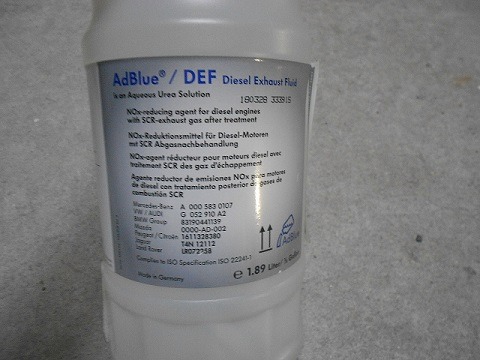 AdBlue® / DEF Diesel Exhaust Fluid
is an Aqueous Urea Solution
180328 333915
NOx-reducing agent for diesel engines
with SCR-exhaust gas after treatment
NOx-Reduktionsmittel für Diesel-Motoren
mit SCR Abgasnachbehandlung
NOx-agent réducteur pour moteurs diesel avec
traitement SCR des gaz d'échappement
Agente reductor de emisiones NOx para motores
de diesel con tratamiento posterior de gases de
combustión SCR
Mercedes-Benz A 000 583 0107
VW / AUDI G 052 910 A2
BMW Group 83190441139
Mazda 0000-AD-002
Peugeot / Citroën 1611328380
Jaguar T4N 12112
Land Rover LR072258
Complies to ISO Specification ISO 22241-1
Made in Germany
AdBlue
℮ 1.89 Liter/ ½ Gallon